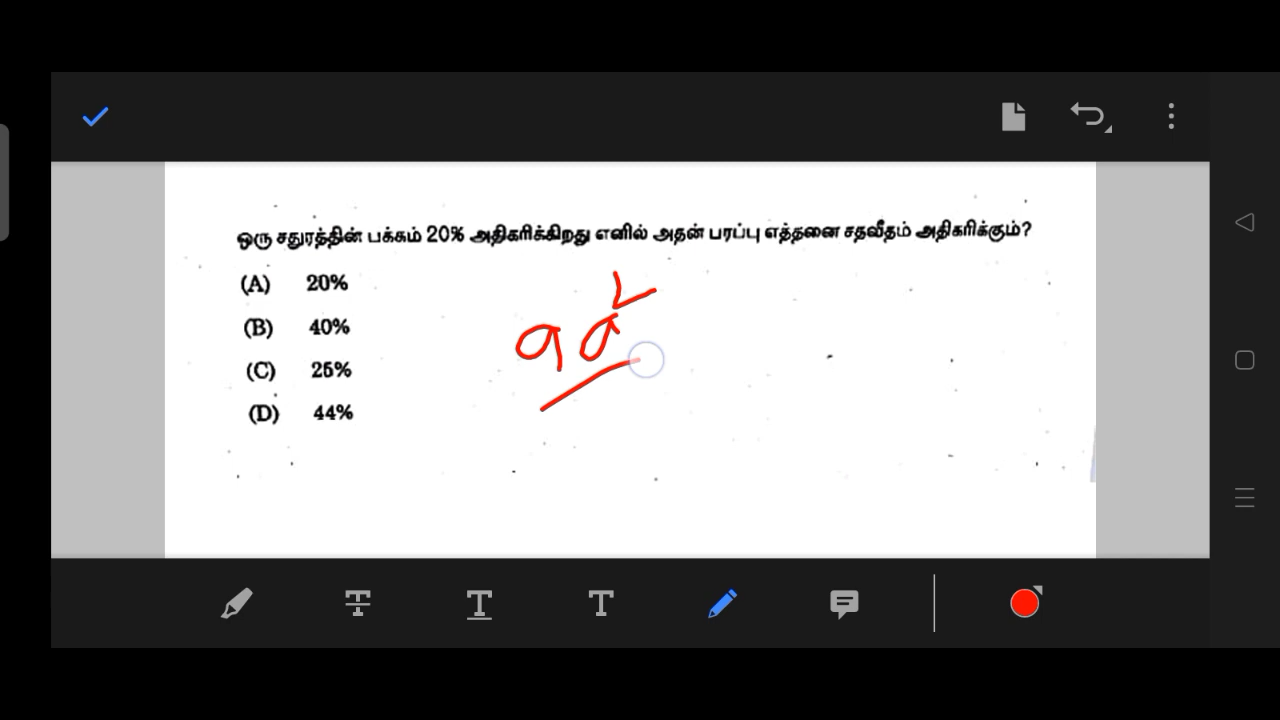 ஒரு சதுரத்தின் பக்கம் 20% அதிகரிக்கிறது எனில் அதன் பரப்பு எத்தனை சதவீதம் அதிகரிக்கும்?
(A) 20%
(B) 40%
(C) 25%
(D) 44%
a a²
T T T